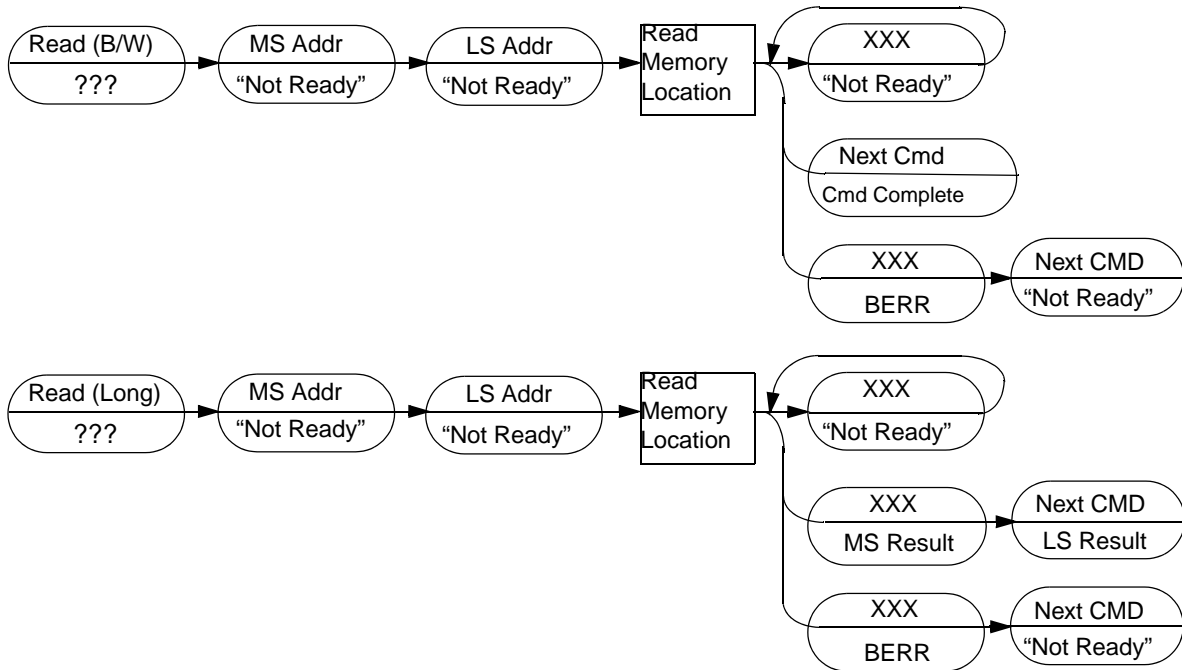 Read (B/W)
???
MS Addr
“Not Ready”
LS Addr
“Not Ready”
Read
Memory
Location
XXX
“Not Ready”
Next Cmd
Cmd Complete
XXX
BERR
Next CMD
“Not Ready”
Read (Long)
???
MS Addr
“Not Ready”
LS Addr
“Not Ready”
Read
Memory
Location
XXX
“Not Ready”
XXX
MS Result
Next CMD
LS Result
XXX
BERR
Next CMD
“Not Ready”